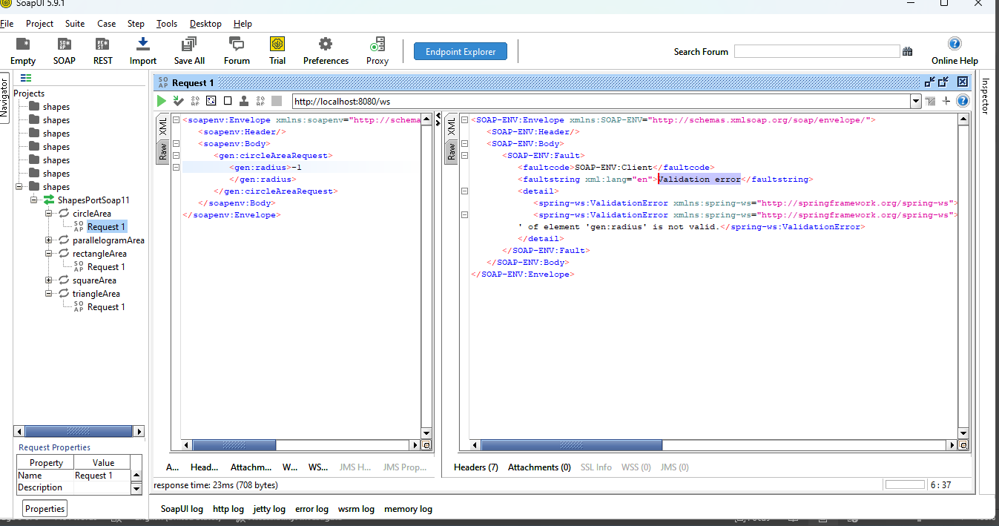 SoapUI 5.9.1
File Project Suite Case Step Tools Desktop Help
Empty SOAP REST Import Save All Forum Trial Preferences Proxy Endpoint Explorer Search Forum Online Help
Navigator
Projects
shapes
shapes
shapes
shapes
shapes
shapes
shapes
ShapesPortSoap11
circleArea
Request 1
parallelogramArea
rectangleArea
Request 1
squareArea
triangleArea
Request 1
Request Properties
Property Value
Name Request 1
Description
Properties
Request 1
http://localhost:8080/ws
XML
Raw
<soapenv:Envelope xmlns:soapenv="http://schema
<soapenv:Header/>
<soapenv:Body>
<gen:circleAreaRequest>
<gen:radius>-1
</gen:radius>
</gen:circleAreaRequest>
</soapenv:Body>
</soapenv:Envelope>
A... Head... Attachm... W... WS... JMS H... JMS Prop...
XML
Raw
<SOAP-ENV:Envelope xmlns:SOAP-ENV="http://schemas.xmlsoap.org/soap/envelope/">
<SOAP-ENV:Header/>
<SOAP-ENV:Body>
<SOAP-ENV:Fault>
<faultcode>SOAP-ENV:Client</faultcode>
<faultstring xml:lang="en">Validation error</faultstring>
<detail>
<spring-ws:ValidationError xmlns:spring-ws="http://springframework.org/spring-ws">
<spring-ws:ValidationError xmlns:spring-ws="http://springframework.org/spring-ws">
' of element 'gen:radius' is not valid.</spring-ws:ValidationError>
</detail>
</SOAP-ENV:Fault>
</SOAP-ENV:Body>
</SOAP-ENV:Envelope>
Headers (7) Attachments (0) SSL Info WSS (0) JMS (0)
response time: 23ms (708 bytes)
6 : 37
SoapUI log http log jetty log error log wsrm log memory log
Inspector